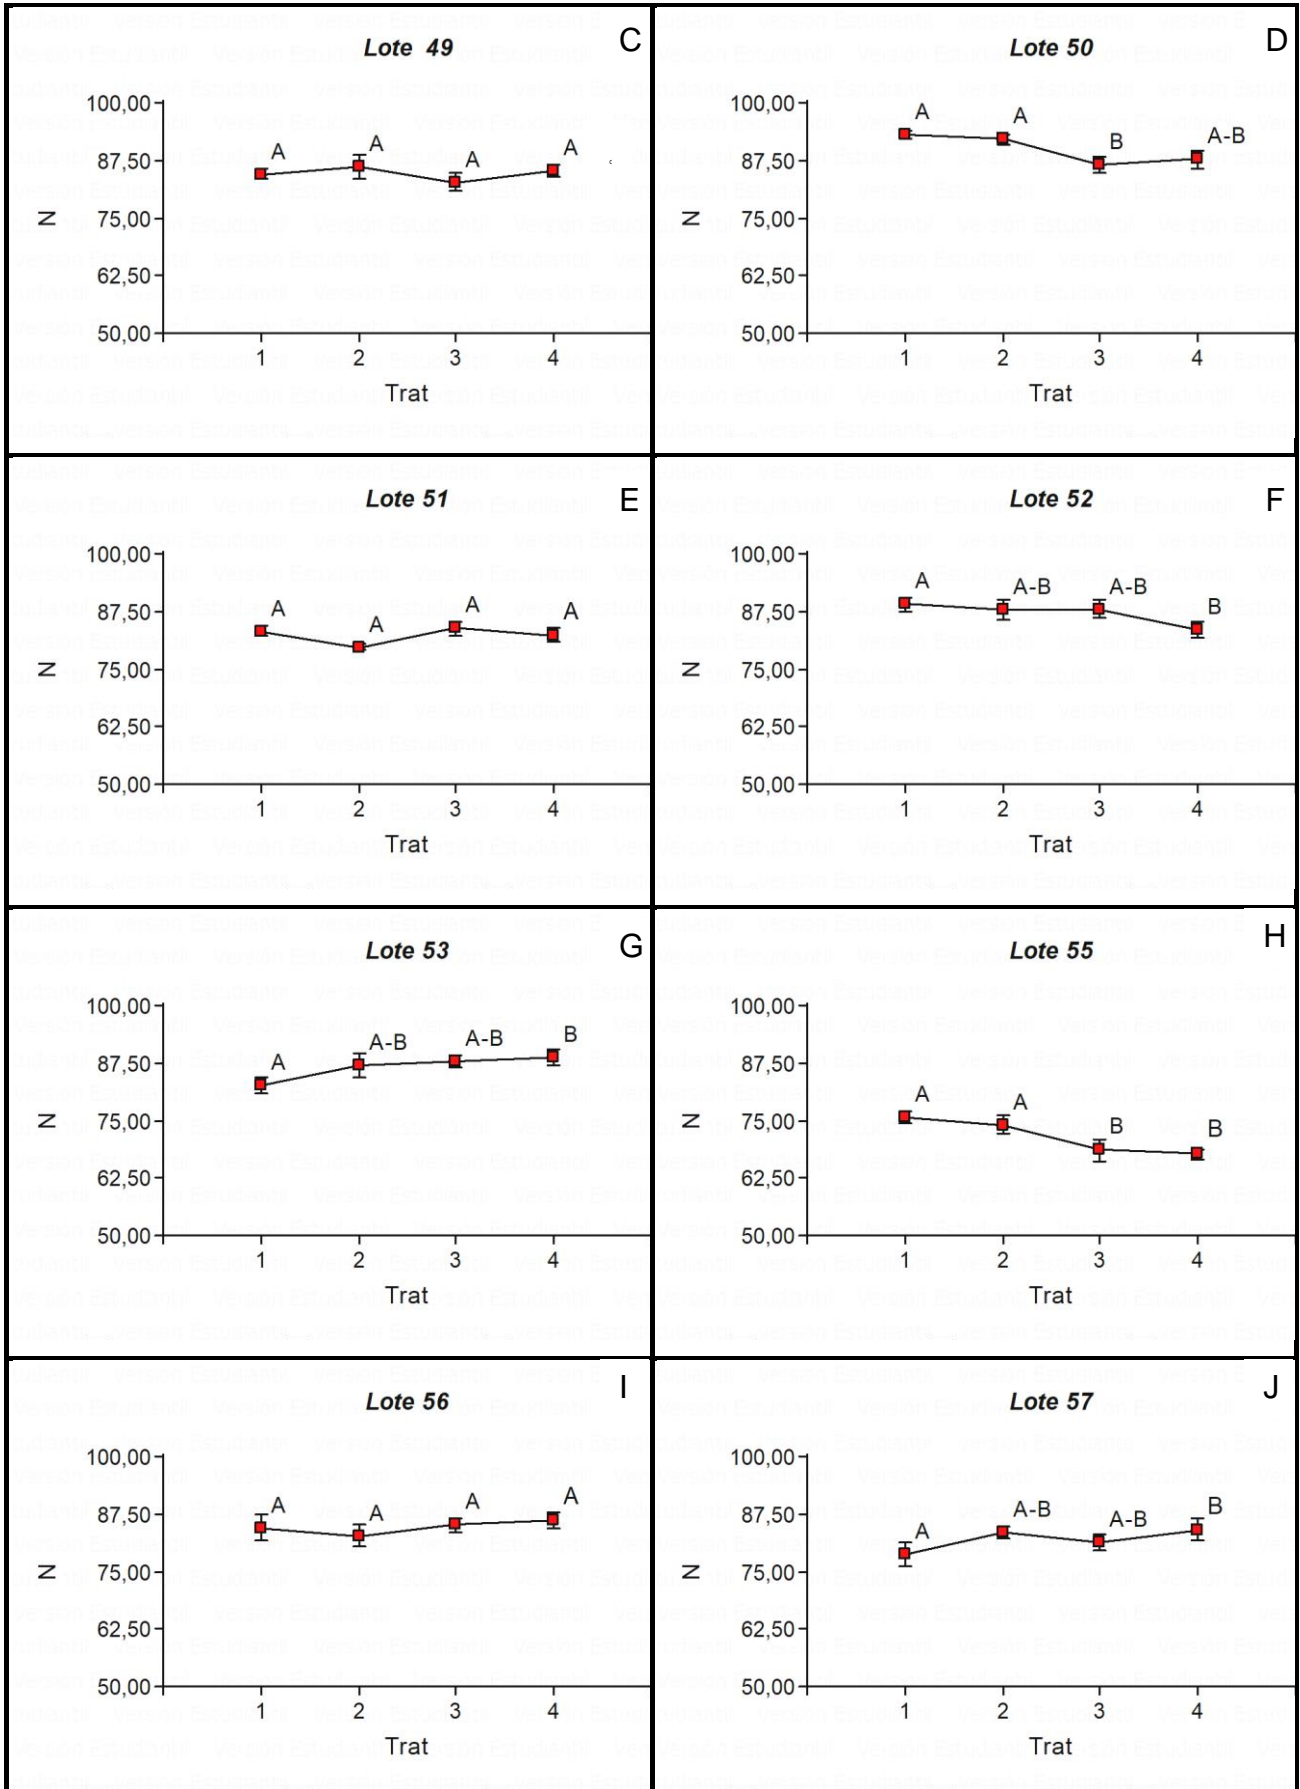 Lote 49
C
100,00
A
A
A
A
87,50
N
75,00
62,50
50,00
1 2 3 4
Trat
Lote 50
D
100,00
A
A
B
A-B
87,50
N
75,00
62,50
50,00
1 2 3 4
Trat
Lote 51
E
100,00
A
A
A
A
87,50
N
75,00
62,50
50,00
1 2 3 4
Trat
Lote 52
F
100,00
A
A-B
A-B
B
87,50
N
75,00
62,50
50,00
1 2 3 4
Trat
Lote 53
G
100,00
A
A-B
A-B
B
87,50
N
75,00
62,50
50,00
1 2 3 4
Trat
Lote 55
H
100,00
87,50
A
A
B
B
N
75,00
62,50
50,00
1 2 3 4
Trat
Lote 56
I
100,00
A
A
A
A
87,50
N
75,00
62,50
50,00
1 2 3 4
Trat
Lote 57
J
100,00
A
A-B
A-B
B
87,50
N
75,00
62,50
50,00
1 2 3 4
Trat